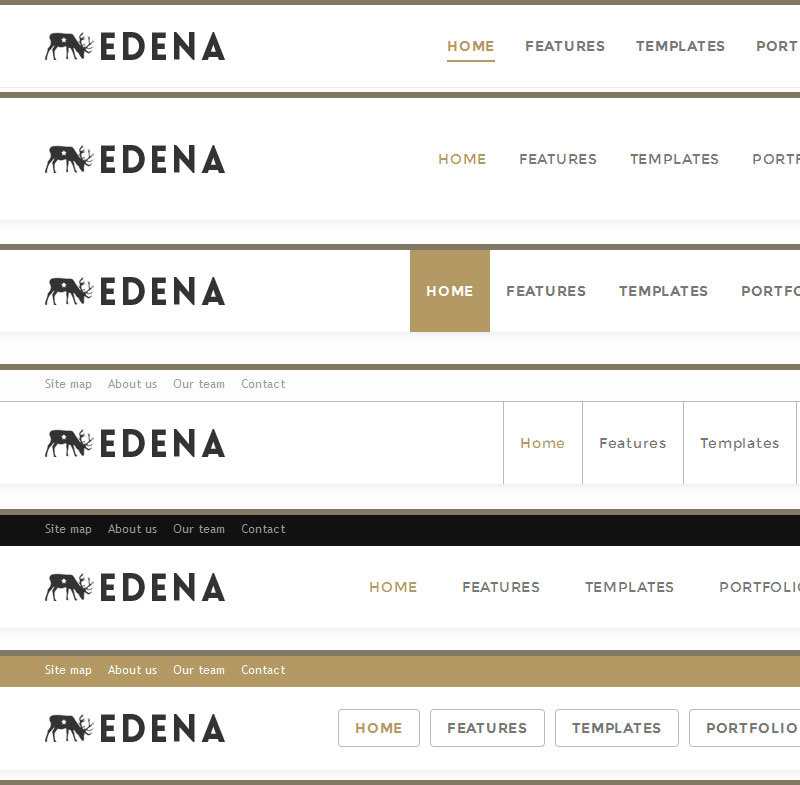 EDENA HOME FEATURES TEMPLATES PORT
EDENA HOME FEATURES TEMPLATES PORTF
EDENA HOME FEATURES TEMPLATES PORTFO
Site map About us Our team Contact
EDENA Home Features Templates
Site map About us Our team Contact
EDENA HOME FEATURES TEMPLATES PORTFOLIO
Site map About us Our team Contact
EDENA HOME FEATURES TEMPLATES PORTFOLIO